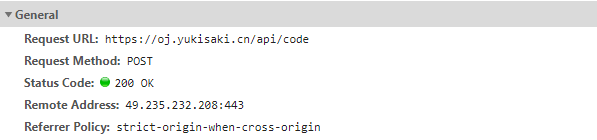 General
Request URL: https://oj.yukisaki.cn/api/code
Request Method: POST
Status Code: 200 OK
Remote Address: 49.235.232.208:443
Referrer Policy: strict-origin-when-cross-origin